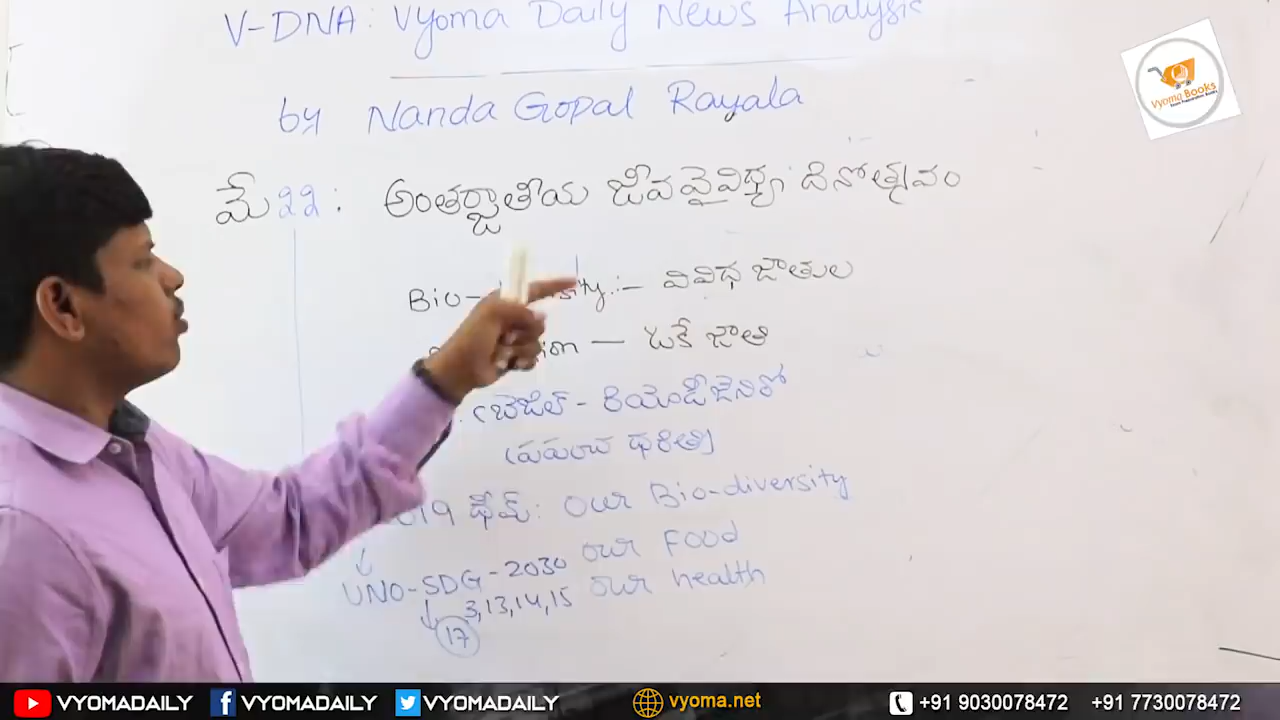 V-DNA: Vyoma Daily News Analysis
by Nanda Gopal Rayala
Vyoma Books
మే 22: అంతర్జాతీయ జీవవైవిధ్య దినోత్సవం
Bio- :- వివిధ జాతుల
— ఒకే జాతి
(బ్రెజిల్ - రియోడీజెనిరో
(ప్రపంచ ధరిత్రి)
2019 థీమ్: Our Bio-diversity
our Food
UNO-SDG-2030 our health
3,13,14,15
17
VYOMADAILY VYOMADAILY VYOMADAILY vyoma.net +91 9030078472 +91 7730078472